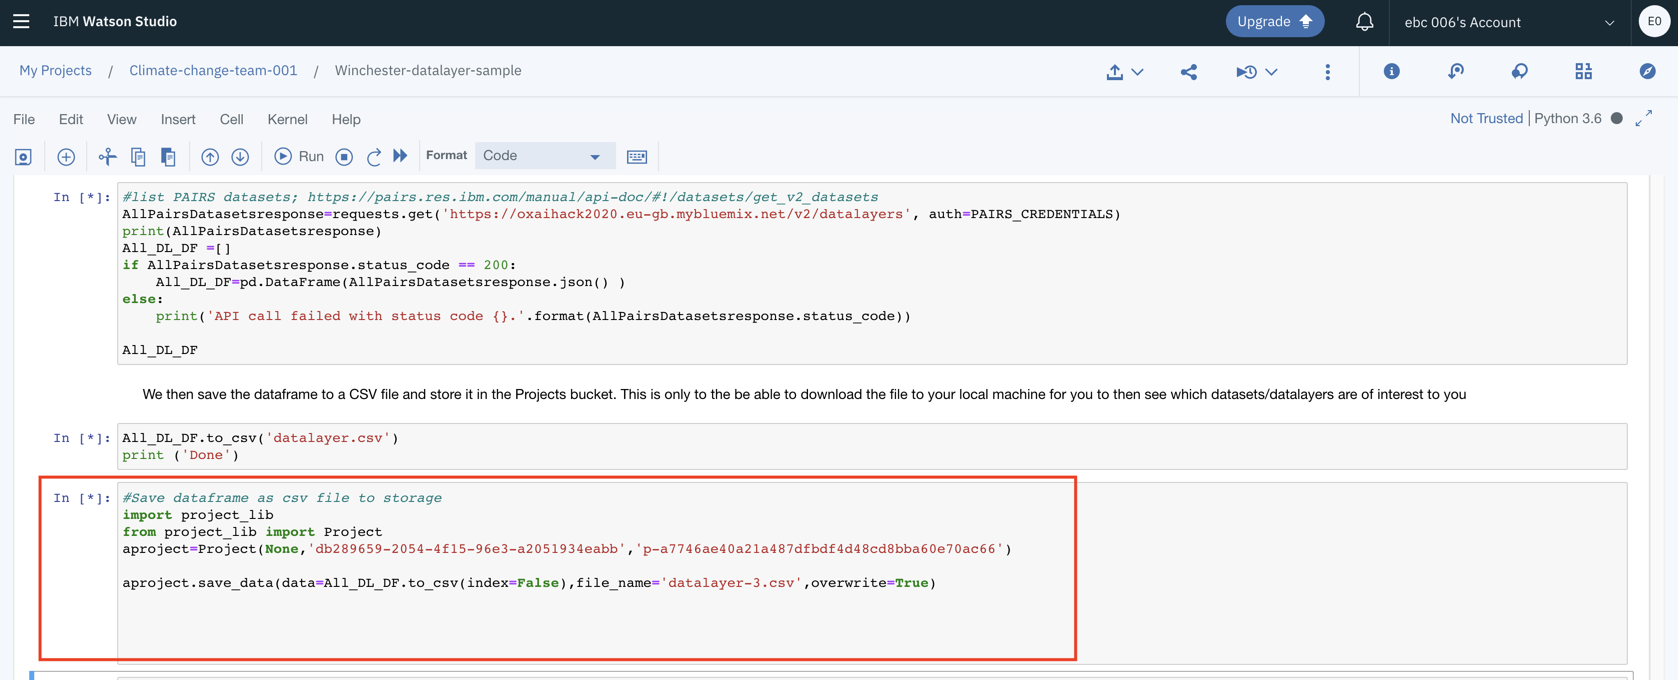 IBM Watson Studio
Upgrade
ebc 006's Account
E0
My Projects / Climate-change-team-001 / Winchester-datalayer-sample
File Edit View Insert Cell Kernel Help
Not Trusted | Python 3.6
Run
Format
Code
In [*]:
#list PAIRS datasets; https://pairs.res.ibm.com/manual/api-doc/#!/datasets/get_v2_datasets
AllPairsDatasetsresponse=requests.get('https://oxaihack2020.eu-gb.mybluemix.net/v2/datalayers', auth=PAIRS_CREDENTIALS)
print(AllPairsDatasetsresponse)
All_DL_DF =[]
if AllPairsDatasetsresponse.status_code == 200:
    All_DL_DF=pd.DataFrame(AllPairsDatasetsresponse.json() )
else:
    print('API call failed with status code {}.'.format(AllPairsDatasetsresponse.status_code))
All_DL_DF
We then save the dataframe to a CSV file and store it in the Projects bucket. This is only to the be able to download the file to your local machine for you to then see which datasets/datalayers are of interest to you
In [*]:
All_DL_DF.to_csv('datalayer.csv')
print ('Done')
In [*]:
#Save dataframe as csv file to storage
import project_lib
from project_lib import Project
aproject=Project(None,'db289659-2054-4f15-96e3-a2051934eabb','p-a7746ae40a21a487dfbdf4d48cd8bba60e70ac66')
aproject.save_data(data=All_DL_DF.to_csv(index=False),file_name='datalayer-3.csv',overwrite=True)